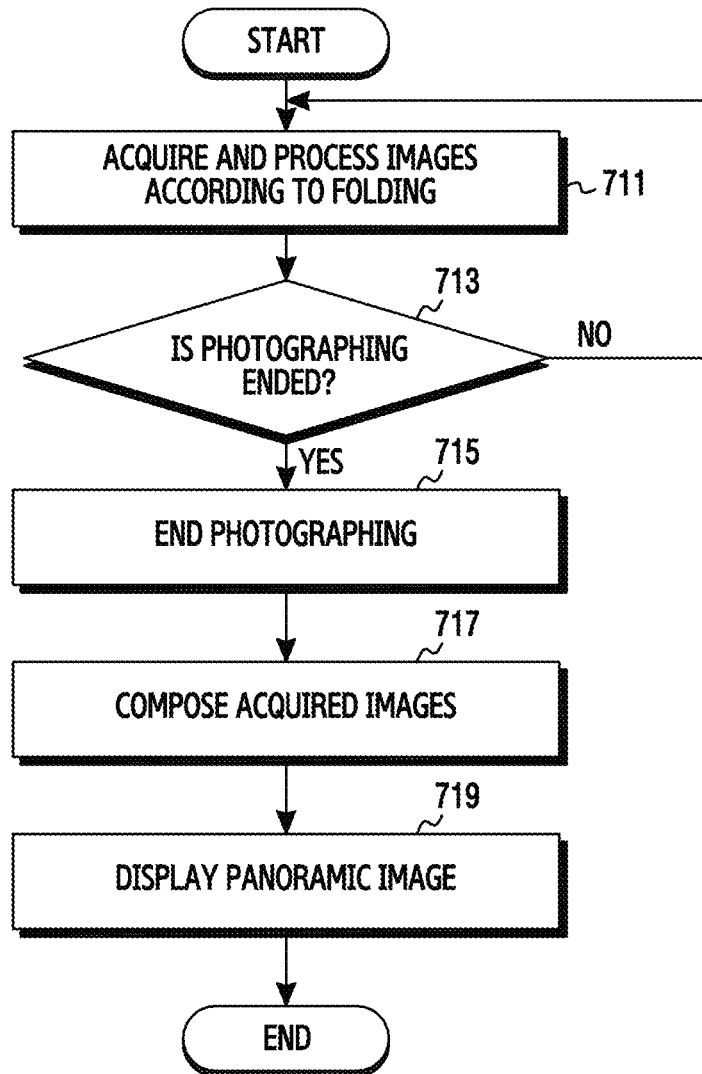 START
ACQUIRE AND PROCESS IMAGES
ACCORDING TO FOLDING
711
713
IS PHOTOGRAPHING
ENDED?
NO
YES
715
END PHOTOGRAPHING
717
COMPOSE ACQUIRED IMAGES
719
DISPLAY PANORAMIC IMAGE
END